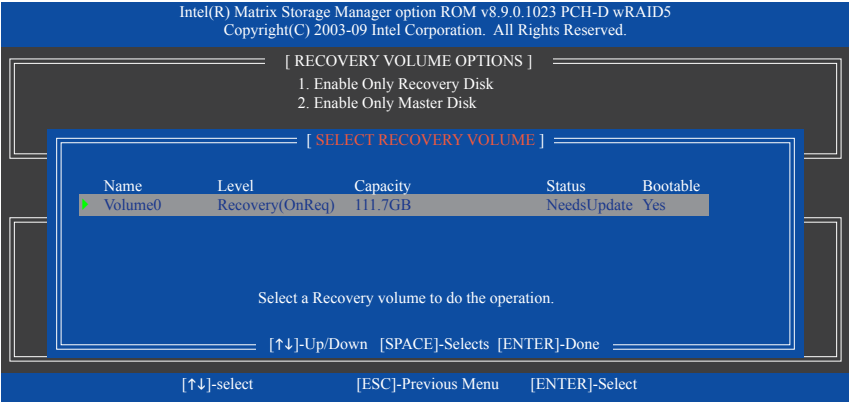 Intel(R) Matrix Storage Manager option ROM v8.9.0.1023 PCH-D wRAID5
Copyright(C) 2003-09 Intel Corporation. All Rights Reserved.
[ RECOVERY VOLUME OPTIONS ]
1. Enable Only Recovery Disk
2. Enable Only Master Disk
[ SELECT RECOVERY VOLUME ]
Name Level Capacity Status Bootable
Volume0 Recovery(OnReq) 111.7GB NeedsUpdate Yes
Select a Recovery volume to do the operation.
[↑↓]-Up/Down [SPACE]-Selects [ENTER]-Done
[↑↓]-select [ESC]-Previous Menu [ENTER]-Select